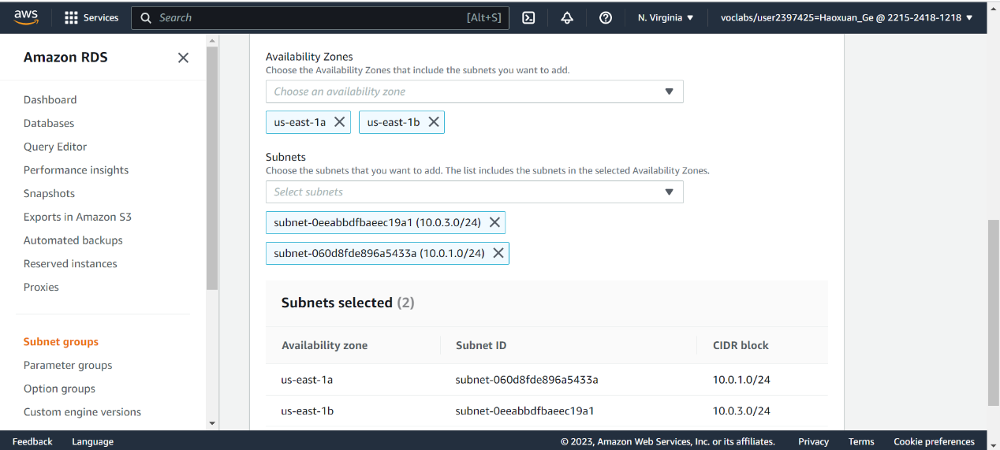 aws
Services
Search [Alt+S]
N. Virginia
voclabs/user2397425=Haoxuan_Ge @ 2215-2418-1218
Amazon RDS
Dashboard
Databases
Query Editor
Performance insights
Snapshots
Exports in Amazon S3
Automated backups
Reserved instances
Proxies
Subnet groups
Parameter groups
Option groups
Custom engine versions
Availability Zones
Choose the Availability Zones that include the subnets you want to add.
Choose an availability zone
us-east-1a us-east-1b
Subnets
Choose the subnets that you want to add. The list includes the subnets in the selected Availability Zones.
Select subnets
subnet-0eeabbdfbaeec19a1 (10.0.3.0/24)
subnet-060d8fde896a5433a (10.0.1.0/24)
Subnets selected (2)
Availability zone Subnet ID CIDR block
us-east-1a subnet-060d8fde896a5433a 10.0.1.0/24
us-east-1b subnet-0eeabbdfbaeec19a1 10.0.3.0/24
Feedback Language © 2023, Amazon Web Services, Inc. or its affiliates. Privacy Terms Cookie preferences